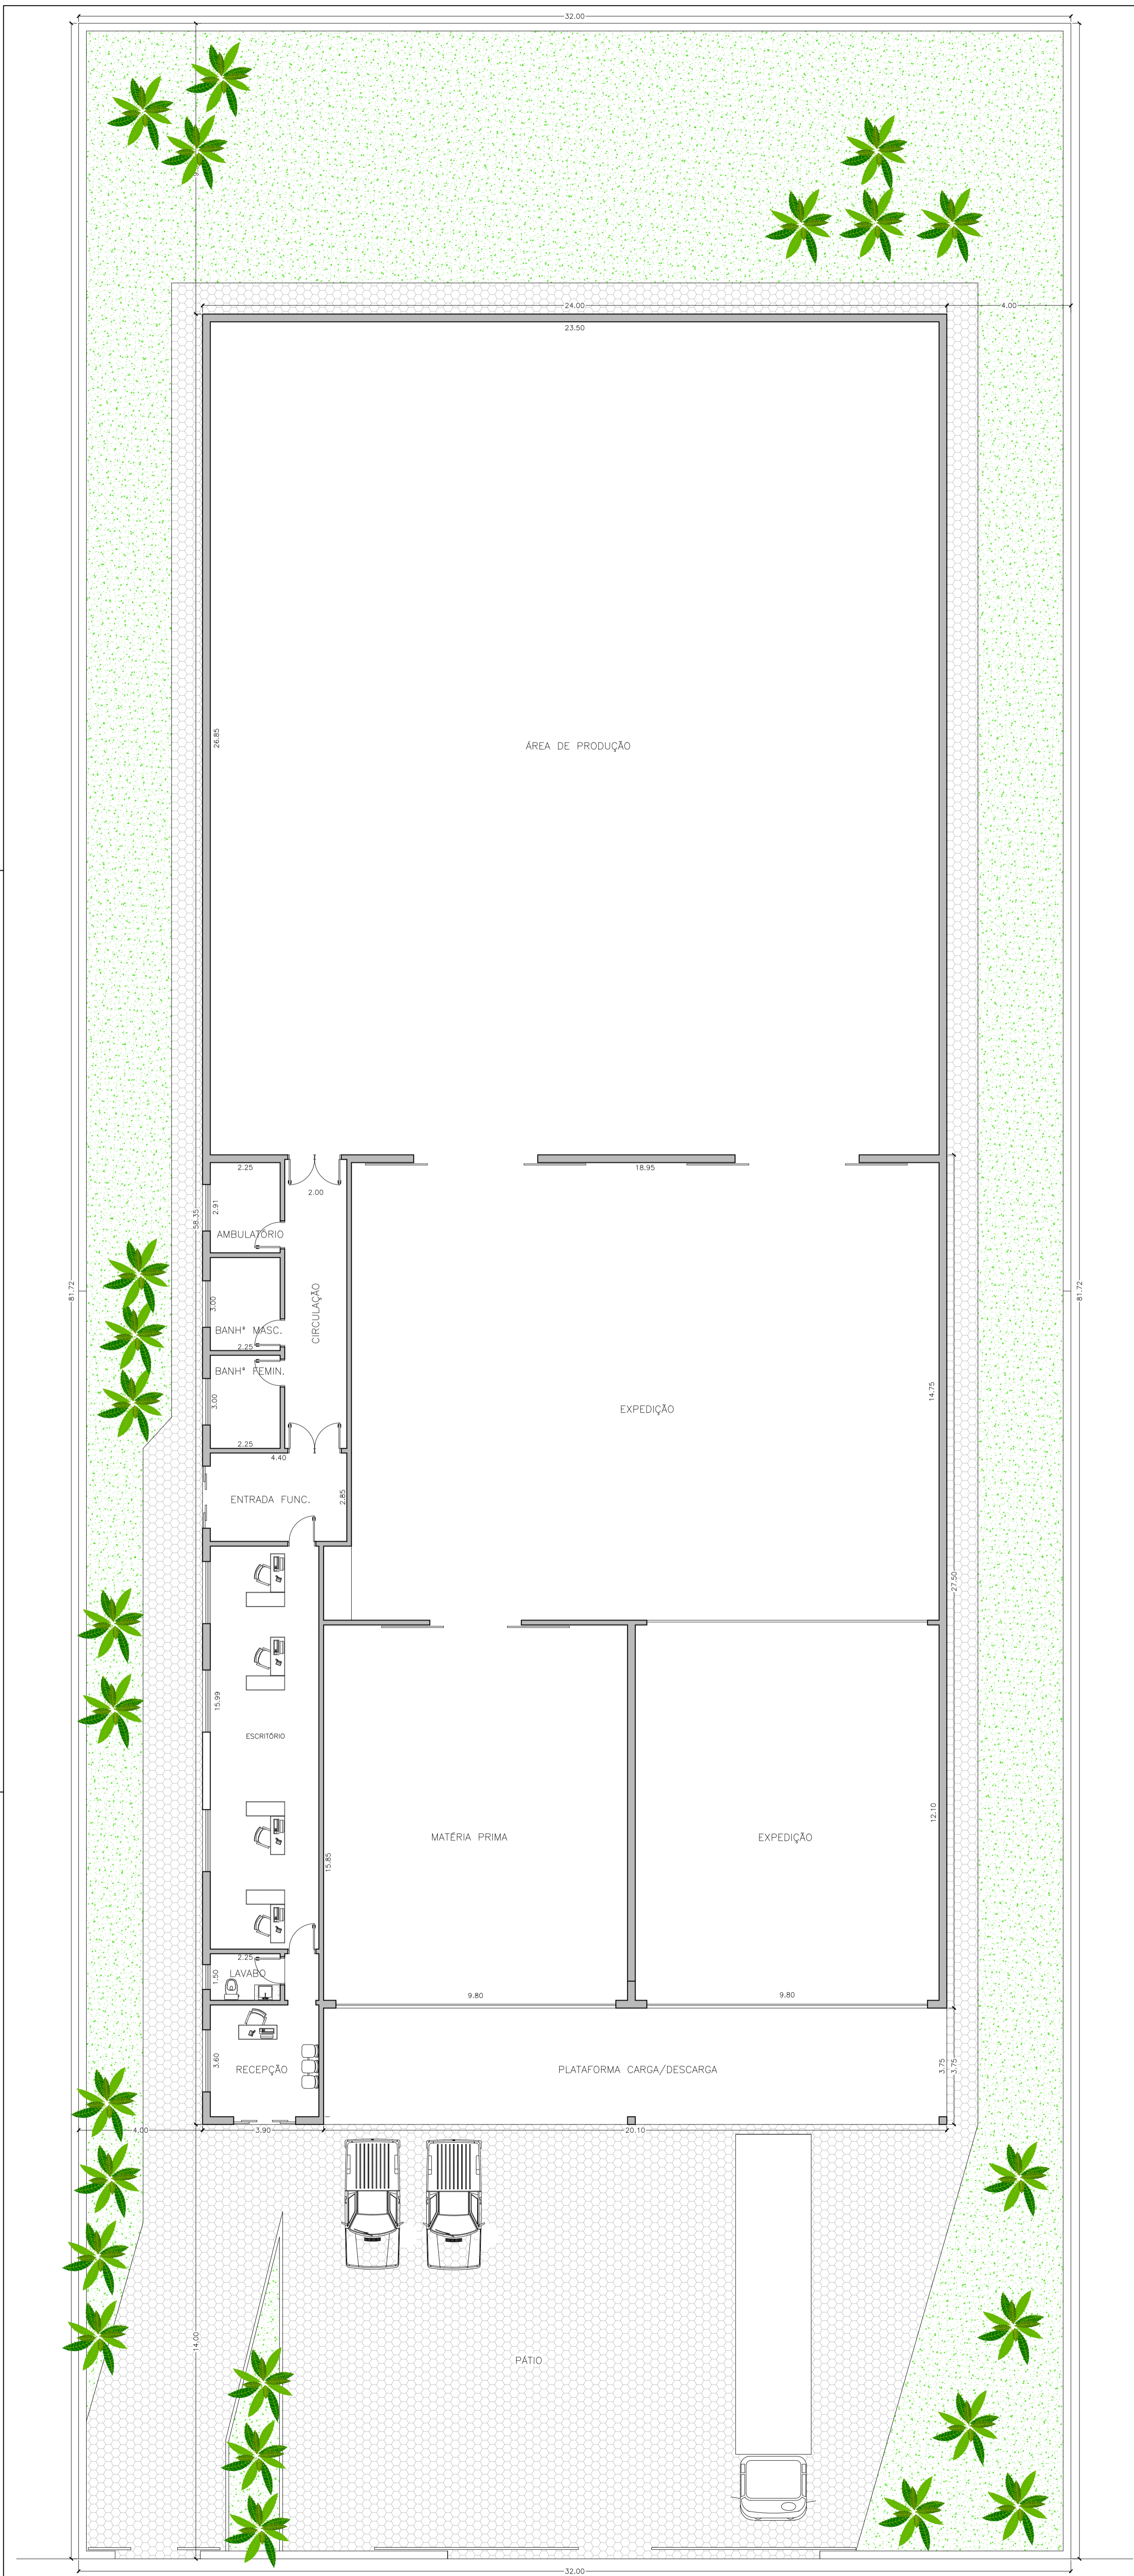 32.00
24.00
4.00
23.50
26.85
ÁREA DE PRODUÇÃO
2.25
18.95
2.00
2.91
58.35
AMBULATÓRIO
81.72
81.72
3.00
CIRCULAÇÃO
BANHª MASC.
2.25
BANHª FEMIN.
14.75
3.00
EXPEDIÇÃO
2.25
4.40
2.85
ENTRADA FUNC.
27.50
15.99
ESCRITÓRIO
12.10
MATÉRIA PRIMA
EXPEDIÇÃO
15.85
2.25
LAVABO
1.50
9.80
9.80
3.60
RECEPÇÃO
PLATAFORMA CARGA/DESCARGA
3.75
3.75
4.00
3.90
20.10
14.00
PÁTIO
32.00